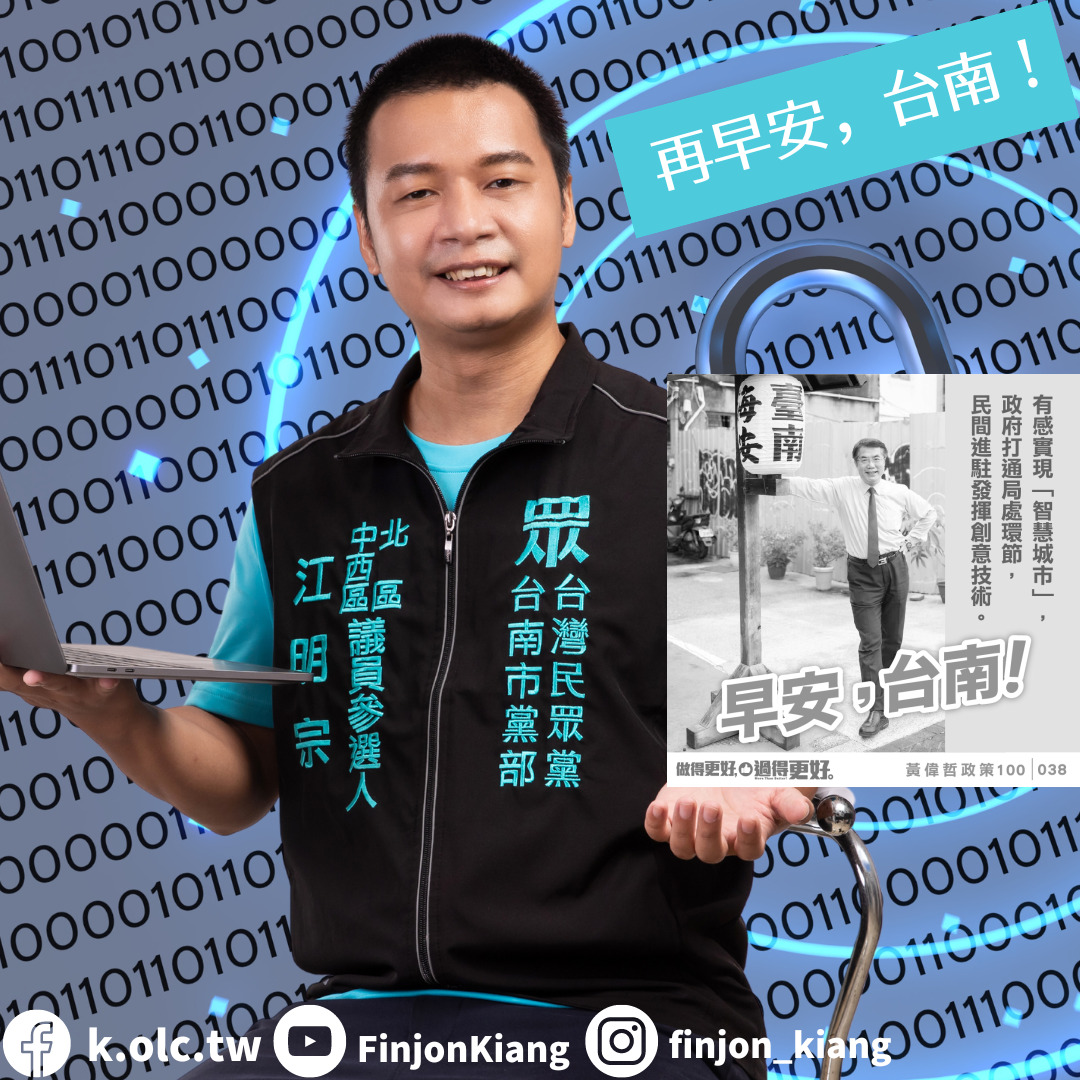 再早安，台南！
臺南
海安
有感實現「智慧城市」，
政府打通局處環節，
民間進駐發揮創意技術。
早安，台南!
做得更好，過得更好。
黃偉哲政策100|038
北區
中西區
議員參選人
江明宗
眾
台灣民眾黨
台南市黨部
k.olc.tw
FinjonKiang
finjon_kiang